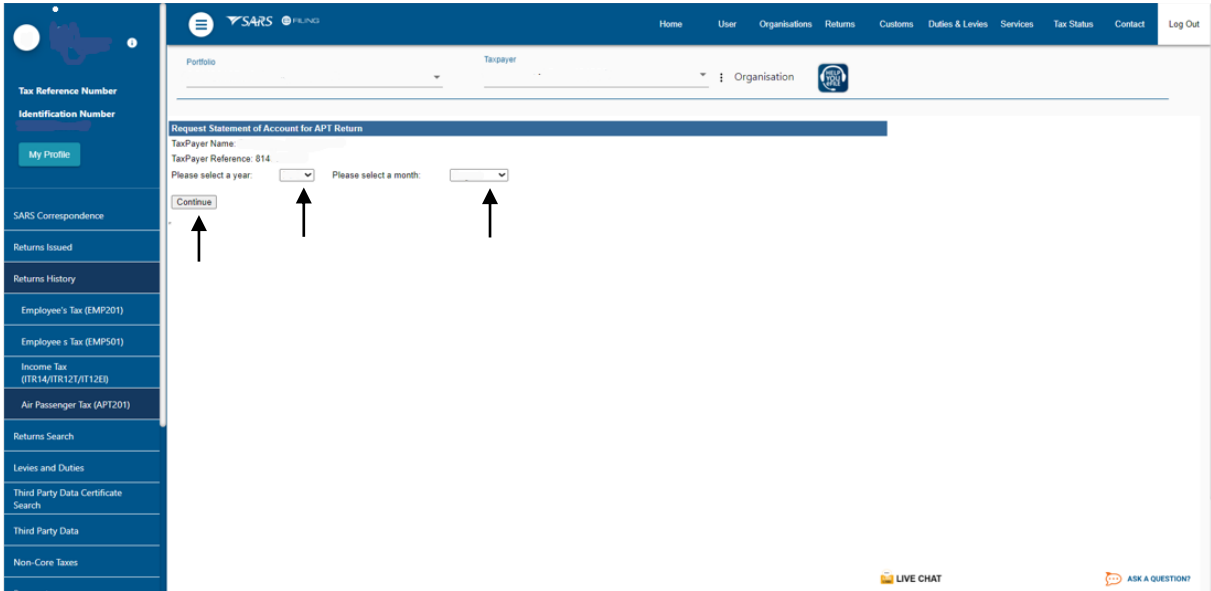 SARS eFILING
Home User Organisations Returns Customs Duties & Levies Services Tax Status Contact Log Out
Portfolio
Taxpayer
Organisation
HELP YOU eFILE
Tax Reference Number
Identification Number
My Profile
SARS Correspondence
Returns Issued
Returns History
Employee's Tax (EMP201)
Employee s Tax (EMP501)
Income Tax
(ITR14/ITR12T/IT12EI)
Air Passenger Tax (APT201)
Returns Search
Levies and Duties
Third Party Data Certificate
Search
Third Party Data
Non-Core Taxes
Request Statement of Account for APT Return
TaxPayer Name:
TaxPayer Reference: 814
Please select a year: Please select a month:
Continue
LIVE CHAT
ASK A QUESTION?